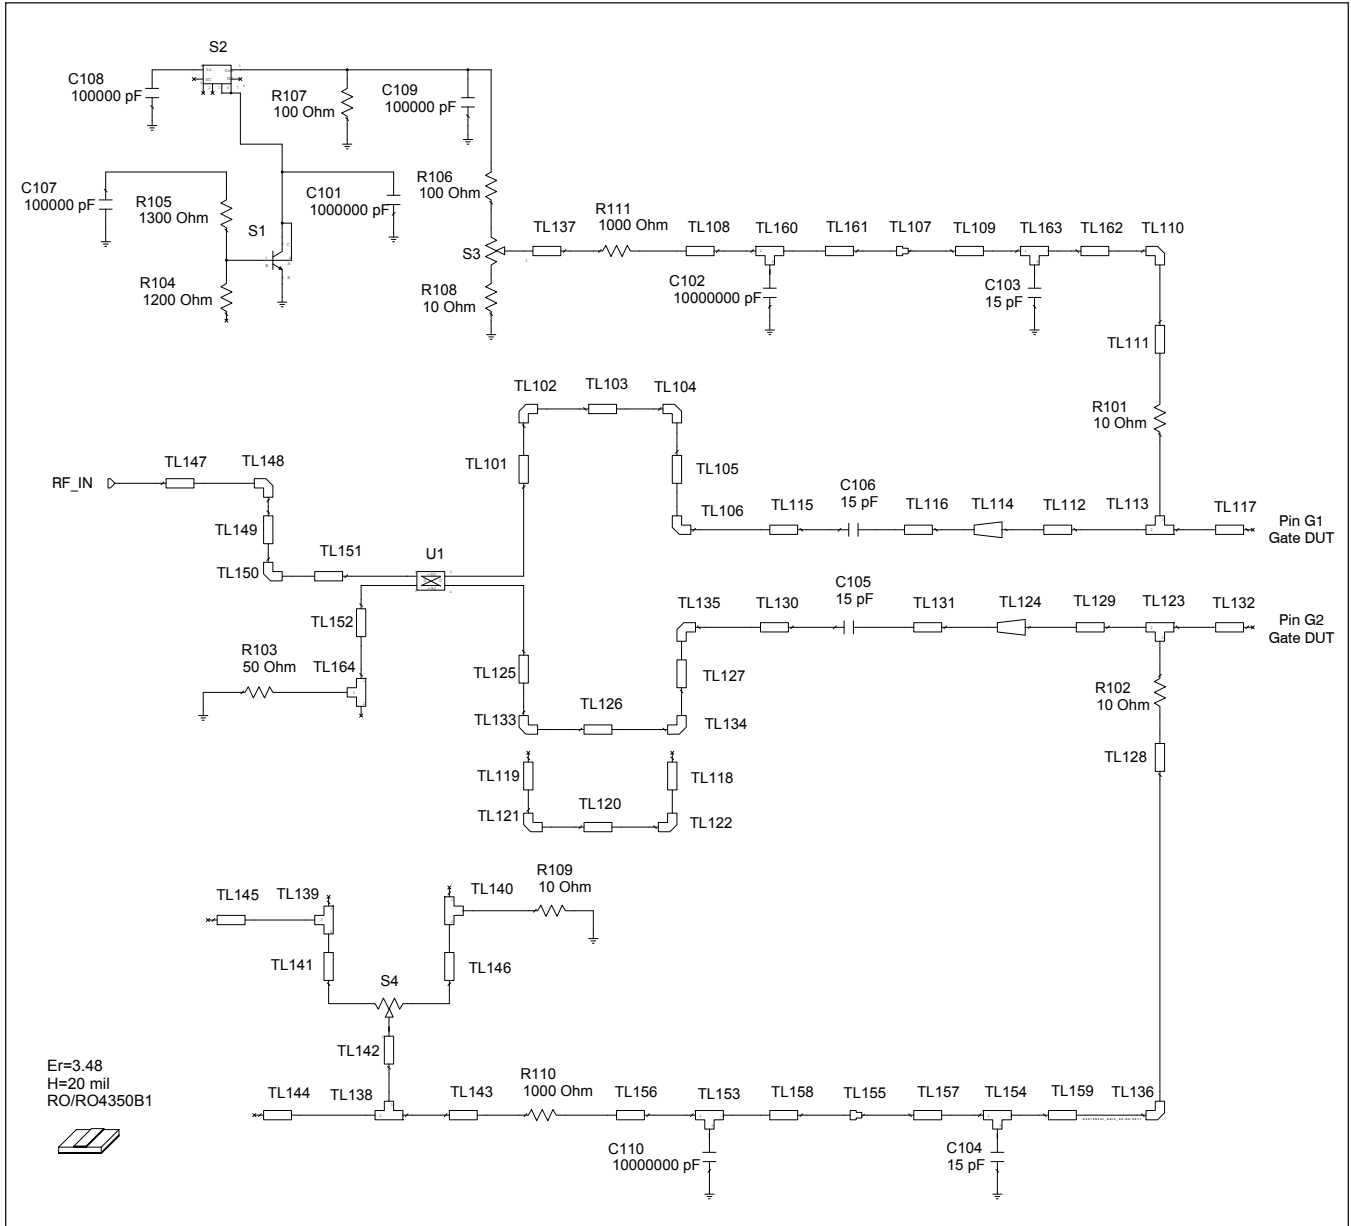 S2
C108
100000 pF
R107
100 Ohm
C109
100000 pF
C107
100000 pF
R105
1300 Ohm
S1
C101
1000000 pF
R106
100 Ohm
R104
1200 Ohm
S3
R108
10 Ohm
TL137
R111
1000 Ohm
TL108
TL160
TL161
TL107
TL109
TL163
TL162
TL110
C102
10000000 pF
C103
15 pF
TL111
R101
10 Ohm
TL102
TL103
TL104
TL101
TL105
RF_IN
TL147
TL148
TL149
TL150
TL151
U1
TL106
TL115
C106
15 pF
TL116
TL114
TL112
TL113
TL117
Pin G1
Gate DUT
TL152
R103
50 Ohm
TL164
TL135
TL130
C105
15 pF
TL131
TL124
TL129
TL123
TL132
Pin G2
Gate DUT
TL125
TL127
TL126
TL133
TL134
R102
10 Ohm
TL128
TL119
TL118
TL120
TL121
TL122
TL145
TL139
TL140
R109
10 Ohm
TL141
TL146
S4
TL142
Er=3.48
H=20 mil
RO/RO4350B1
TL144
TL138
TL143
R110
1000 Ohm
TL156
TL153
TL158
TL155
TL157
TL154
TL159
TL136
C110
10000000 pF
C104
15 pF